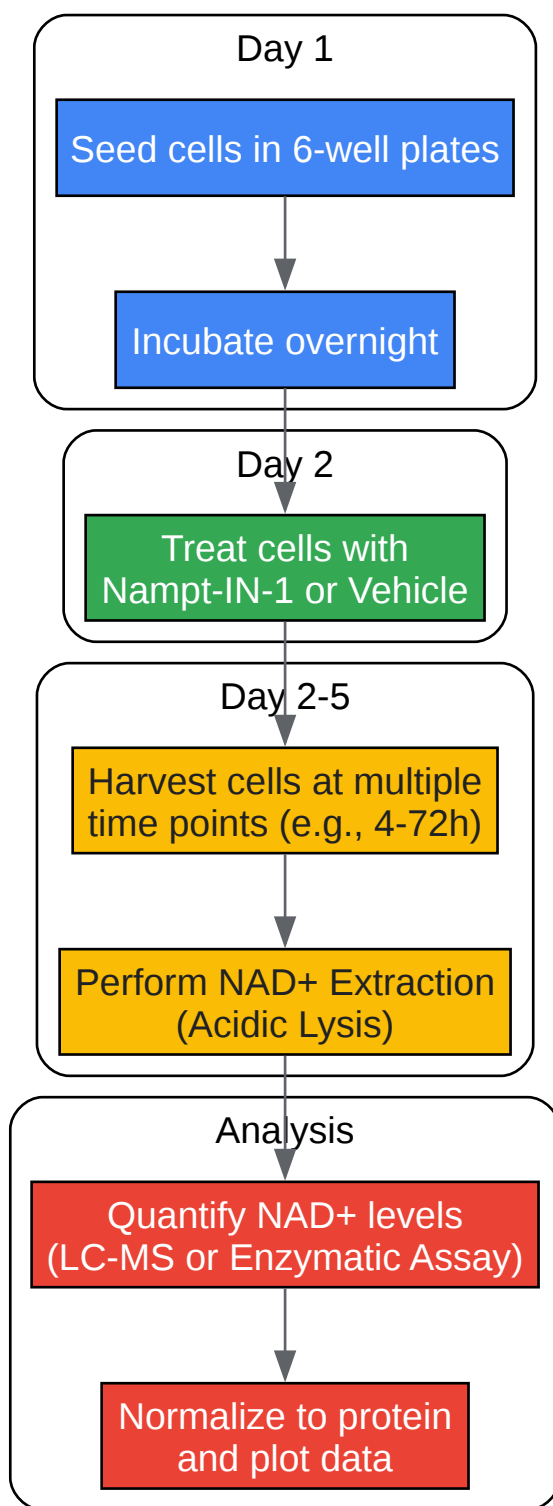 Day 1
Seed cells in 6-well plates
Incubate overnight
Day 2
Treat cells with
Nampt-IN-1 or Vehicle
Day 2-5
Harvest cells at multiple
time points (e.g., 4-72h)
Perform NAD+ Extraction
(Acidic Lysis)
Analysis
Quantify NAD+ levels
(LC-MS or Enzymatic Assay)
Normalize to protein
and plot data